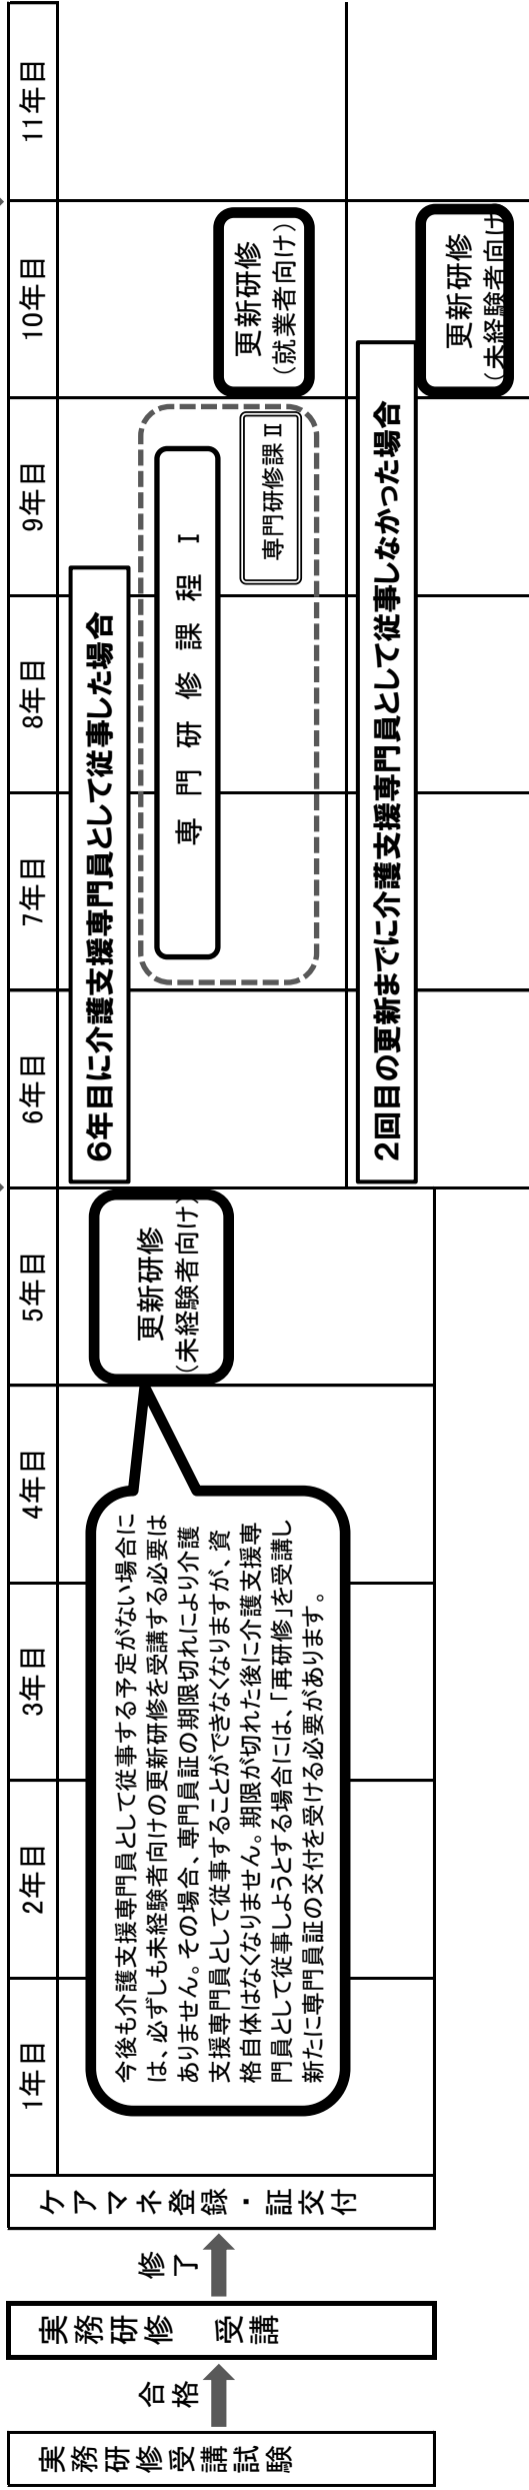 実務研修受講試験
合格
実務研修 受講
修了
ケアマネ登録・証交付
1年目
2年目
3年目
4年目
5年目
6年目
7年目
8年目
9年目
10年目
11年目
今後も介護支援専門員として従事する予定がない場合に
は、必ずしも未経験者向けの更新研修を受講する必要は
ありません。その場合、専門員証の期限切れにより介護
支援専門員として従事することができなくなりますが、資
格自体はなくなりません。期限が切れた後に介護支援専
門員として従事しようとする場合には、「再研修」を受講し
新たに専門員証の交付を受ける必要があります。
更新研修
(未経験者向け)
6年目に介護支援専門員として従事した場合
専門研修課程Ⅰ
専門研修課Ⅱ
更新研修
(就業者向け)
2回目の更新までに介護支援専門員として従事しなかった場合
更新研修
(未経験者向け